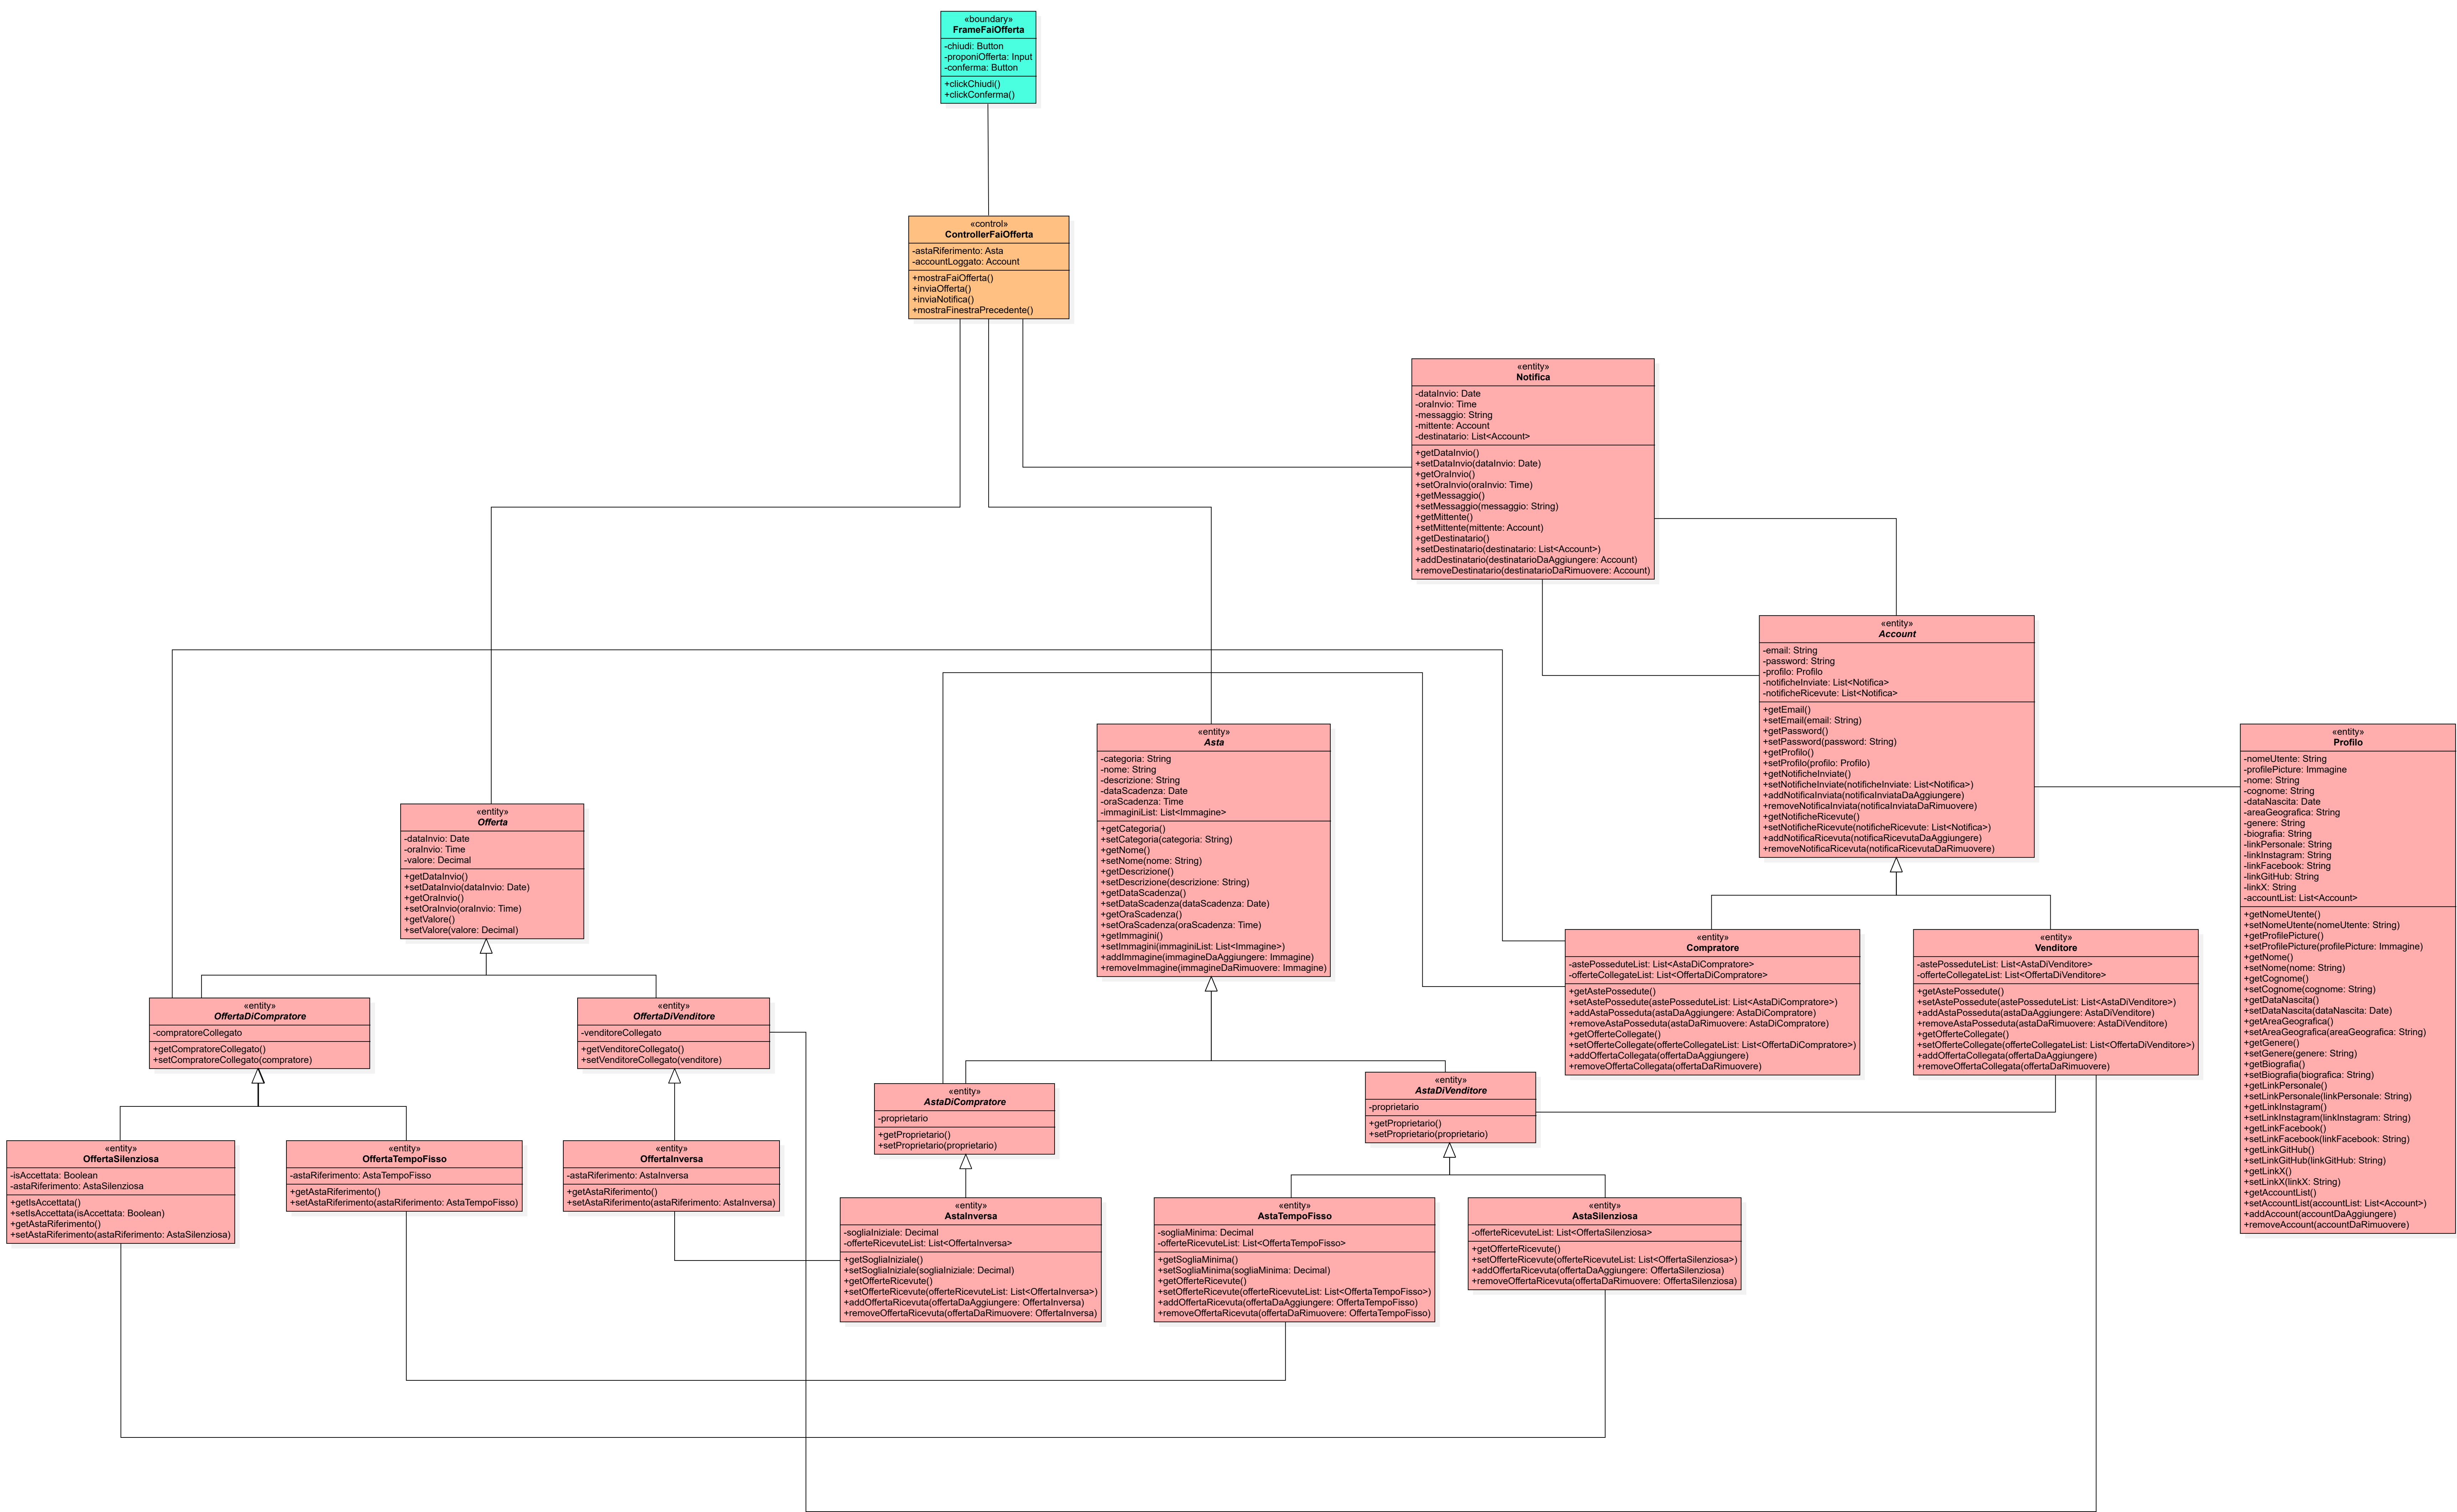 «boundary»
FrameFaiOfferta
-chiudi: Button
-proponiOfferta: Input
-conferma: Button
+clickChiudi()
+clickConferma()
«control»
ControllerFaiOfferta
-astaRiferimento: Asta
-accountLoggato: Account
+mostraFaiOfferta()
+inviaOfferta()
+inviaNotifica()
+mostraFinestraPrecedente()
«entity»
Notifica
-dataInvio: Date
-oraInvio: Time
-messaggio: String
-mittente: Account
-destinatario: List<Account>
+getDataInvio()
+setDataInvio(dataInvio: Date)
+getOraInvio()
+setOraInvio(oraInvio: Time)
+getMessaggio()
+setMessaggio(messaggio: String)
+getMittente()
+setMittente(mittente: Account)
+getDestinatario()
+setDestinatario(destinatario: List<Account>)
+addDestinatario(destinatarioDaAggiungere: Account)
+removeDestinatario(destinatarioDaRimuovere: Account)
«entity»
Account
-email: String
-password: String
-profilo: Profilo
-notificheInviate: List<Notifica>
-notificheRicevute: List<Notifica>
+getEmail()
+setEmail(email: String)
+getPassword()
+setPassword(password: String)
+getProfilo()
+setProfilo(profilo: Profilo)
+getNotificheInviate()
+setNotificheInviate(notificheInviate: List<Notifica>)
+addNotificaInviata(notificaInviataDaAggiungere)
+removeNotificaInviata(notificaInviataDaRimuovere)
+getNotificheRicevute()
+setNotificheRicevute(notificheRicevute: List<Notifica>)
+addNotificaRicevuta(notificaRicevutaDaAggiungere)
+removeNotificaRicevuta(notificaRicevutaDaRimuovere)
«entity»
Profilo
-nomeUtente: String
-profilePicture: Immagine
-nome: String
-cognome: String
-dataNascita: Date
-areaGeografica: String
-genere: String
-biografia: String
-linkPersonale: String
-linkInstagram: String
-linkFacebook: String
-linkGitHub: String
-linkX: String
-accountList: List<Account>
+getNomeUtente()
+setNomeUtente(nomeUtente: String)
+getProfilePicture()
+setProfilePicture(profilePicture: Immagine)
+getNome()
+setNome(nome: String)
+getCognome()
+setCognome(cognome: String)
+getDataNascita()
+setDataNascita(dataNascita: Date)
+getAreaGeografica()
+setAreaGeografica(areaGeografica: String)
+getGenere()
+setGenere(genere: String)
+getBiografia()
+setBiografia(biografica: String)
+getLinkPersonale()
+setLinkPersonale(linkPersonale: String)
+getLinkInstagram()
+setLinkInstagram(linkInstagram: String)
+getLinkFacebook()
+setLinkFacebook(linkFacebook: String)
+getLinkGitHub()
+setLinkGitHub(linkGitHub: String)
+getLinkX()
+setLinkX(linkX: String)
+getAccountList()
+setAccountList(accountList: List<Account>)
+addAccount(accountDaAggiungere)
+removeAccount(accountDaRimuovere)
«entity»
Asta
-categoria: String
-nome: String
-descrizione: String
-dataScadenza: Date
-oraScadenza: Time
-immaginiList: List<Immagine>
+getCategoria()
+setCategoria(categoria: String)
+getNome()
+setNome(nome: String)
+getDescrizione()
+setDescrizione(descrizione: String)
+getDataScadenza()
+setDataScadenza(dataScadenza: Date)
+getOraScadenza()
+setOraScadenza(oraScadenza: Time)
+getImmagini()
+setImmagini(immaginiList: List<Immagine>)
+addImmagine(immagineDaAggiungere: Immagine)
+removeImmagine(immagineDaRimuovere: Immagine)
«entity»
Offerta
-dataInvio: Date
-oraInvio: Time
-valore: Decimal
+getDataInvio()
+setDataInvio(dataInvio: Date)
+getOraInvio()
+setOraInvio(oraInvio: Time)
+getValore()
+setValore(valore: Decimal)
«entity»
Compratore
-astePosseduteList: List<AstaDiCompratore>
-offerteCollegateList: List<OffertaDiCompratore>
+getAstePossedute()
+setAstePossedute(astePosseduteList: List<AstaDiCompratore>)
+addAstaPosseduta(astaDaAggiungere: AstaDiCompratore)
+removeAstaPosseduta(astaDaRimuovere: AstaDiCompratore)
+getOfferteCollegate()
+setOfferteCollegate(offerteCollegateList: List<OffertaDiCompratore>)
+addOffertaCollegata(offertaDaAggiungere)
+removeOffertaCollegata(offertaDaRimuovere)
«entity»
Venditore
-astePosseduteList: List<AstaDiVenditore>
-offerteCollegateList: List<OffertaDiVenditore>
+getAstePossedute()
+setAstePossedute(astePosseduteList: List<AstaDiVenditore>)
+addAstaPosseduta(astaDaAggiungere: AstaDiVenditore)
+removeAstaPosseduta(astaDaRimuovere: AstaDiVenditore)
+getOfferteCollegate()
+setOfferteCollegate(offerteCollegateList: List<OffertaDiVenditore>)
+addOffertaCollegata(offertaDaAggiungere)
+removeOffertaCollegata(offertaDaRimuovere)
«entity»
OffertaDiCompratore
-compratoreCollegato
+getCompratoreCollegato()
+setCompratoreCollegato(compratore)
«entity»
OffertaDiVenditore
-venditoreCollegato
+getVenditoreCollegato()
+setVenditoreCollegato(venditore)
«entity»
AstaDiCompratore
-proprietario
+getProprietario()
+setProprietario(proprietario)
«entity»
AstaDiVenditore
-proprietario
+getProprietario()
+setProprietario(proprietario)
«entity»
OffertaSilenziosa
-isAccettata: Boolean
-astaRiferimento: AstaSilenziosa
+getIsAccettata()
+setIsAccettata(isAccettata: Boolean)
+getAstaRiferimento()
+setAstaRiferimento(astaRiferimento: AstaSilenziosa)
«entity»
OffertaTempoFisso
-astaRiferimento: AstaTempoFisso
+getAstaRiferimento()
+setAstaRiferimento(astaRiferimento: AstaTempoFisso)
«entity»
OffertaInversa
-astaRiferimento: AstaInversa
+getAstaRiferimento()
+setAstaRiferimento(astaRiferimento: AstaInversa)
«entity»
AstaInversa
-sogliaIniziale: Decimal
-offerteRicevuteList: List<OffertaInversa>
+getSogliaIniziale()
+setSogliaIniziale(sogliaIniziale: Decimal)
+getOfferteRicevute()
+setOfferteRicevute(offerteRicevuteList: List<OffertaInversa>)
+addOffertaRicevuta(offertaDaAggiungere: OffertaInversa)
+removeOffertaRicevuta(offertaDaRimuovere: OffertaInversa)
«entity»
AstaTempoFisso
-sogliaMinima: Decimal
-offerteRicevuteList: List<OffertaTempoFisso>
+getSogliaMinima()
+setSogliaMinima(sogliaMinima: Decimal)
+getOfferteRicevute()
+setOfferteRicevute(offerteRicevuteList: List<OffertaTempoFisso>)
+addOffertaRicevuta(offertaDaAggiungere: OffertaTempoFisso)
+removeOffertaRicevuta(offertaDaRimuovere: OffertaTempoFisso)
«entity»
AstaSilenziosa
-offerteRicevuteList: List<OffertaSilenziosa>
+getOfferteRicevute()
+setOfferteRicevute(offerteRicevuteList: List<OffertaSilenziosa>)
+addOffertaRicevuta(offertaDaAggiungere: OffertaSilenziosa)
+removeOffertaRicevuta(offertaDaRimuovere: OffertaSilenziosa)